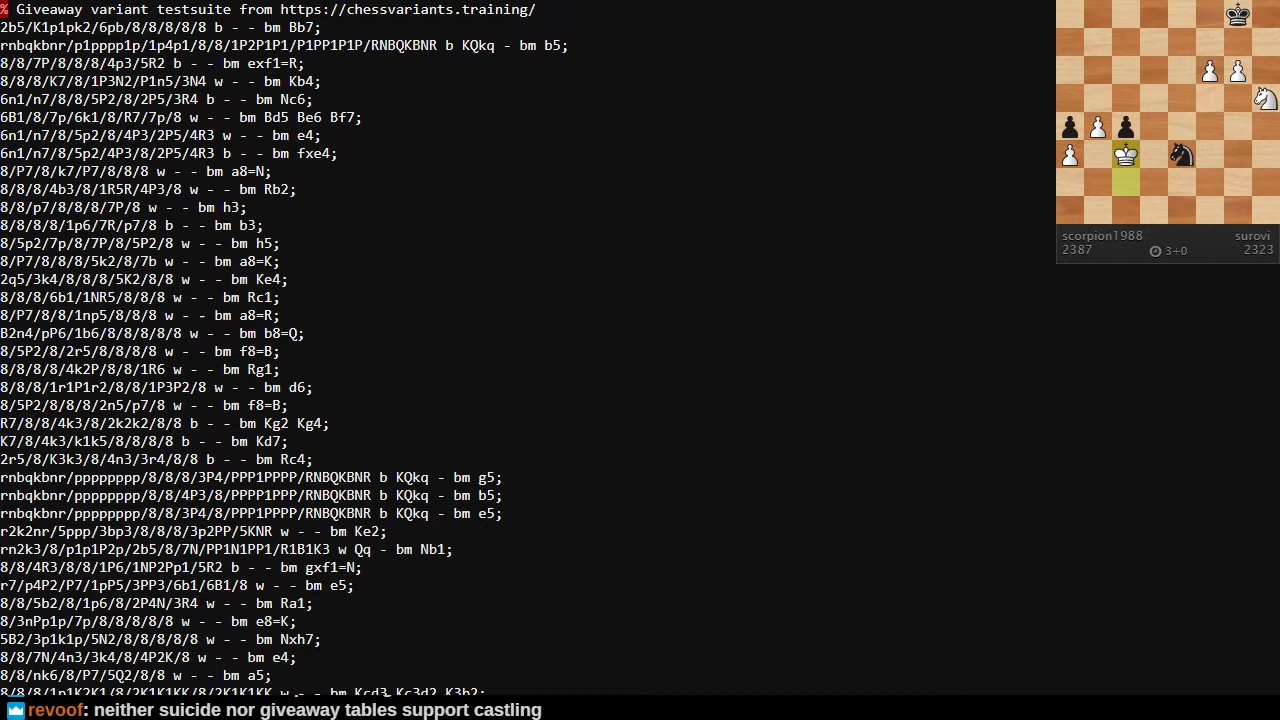 % Giveaway variant testsuite from https://chessvariants.training/
2b5/K1p1pk2/6pb/8/8/8/8/8 b - - bm Bb7;
rnbqkbnr/p1pppp1p/1p4p1/8/8/1P2P1P1/P1PP1P1P/RNBQKBNR b KQkq - bm b5;
8/8/7P/8/8/8/4p3/5R2 b - - bm exf1=R;
8/8/8/K7/8/1P3N2/P1n5/3N4 w - - bm Kb4;
6n1/n7/8/8/5P2/8/2P5/3R4 b - - bm Nc6;
6B1/8/7p/6k1/8/R7/7p/8 w - - bm Bd5 Be6 Bf7;
6n1/n7/8/5p2/8/4P3/2P5/4R3 w - - bm e4;
6n1/n7/8/5p2/4P3/8/2P5/4R3 b - - bm fxe4;
8/P7/8/k7/P7/8/8/8 w - - bm a8=N;
8/8/8/4b3/8/1R5R/4P3/8 w - - bm Rb2;
8/8/p7/8/8/8/7P/8 w - - bm h3;
8/8/8/8/1p6/7R/p7/8 b - - bm b3;
8/5p2/7p/8/7P/8/5P2/8 w - - bm h5;
8/P7/8/8/8/5k2/8/7b w - - bm a8=K;
2q5/3k4/8/8/8/5K2/8/8 w - - bm Ke4;
8/8/8/6b1/1NR5/8/8/8 w - - bm Rc1;
8/P7/8/8/1np5/8/8/8 w - - bm a8=R;
B2n4/pP6/1b6/8/8/8/8/8 w - - bm b8=Q;
8/5P2/8/2r5/8/8/8/8 w - - bm f8=B;
8/8/8/8/4k2P/8/8/1R6 w - - bm Rg1;
8/8/8/1r1P1r2/8/8/1P3P2/8 w - - bm d6;
8/5P2/8/8/8/2n5/p7/8 w - - bm f8=B;
R7/8/8/4k3/8/2k2k2/8/8 b - - bm Kg2 Kg4;
K7/8/4k3/k1k5/8/8/8/8 b - - bm Kd7;
2r5/8/K3k3/8/4n3/3r4/8/8 b - - bm Rc4;
rnbqkbnr/pppppppp/8/8/8/3P4/PPP1PPPP/RNBQKBNR b KQkq - bm g5;
rnbqkbnr/pppppppp/8/8/4P3/8/PPPP1PPP/RNBQKBNR b KQkq - bm b5;
rnbqkbnr/pppppppp/8/8/3P4/8/PPP1PPPP/RNBQKBNR b KQkq - bm e5;
r2k2nr/5ppp/3bp3/8/8/8/3p2PP/5KNR w - - bm Ke2;
rn2k3/8/p1p1P2p/2b5/8/7N/PP1N1PP1/R1B1K3 w Qq - bm Nb1;
8/8/4R3/8/8/1P6/1NP2Pp1/5R2 b - - bm gxf1=N;
r7/p4P2/P7/1pP5/3PP3/6b1/6B1/8 w - - bm e5;
8/8/5b2/8/1p6/8/2P4N/3R4 w - - bm Ra1;
8/3nPp1p/7p/8/8/8/8/8 w - - bm e8=K;
5B2/3p1k1p/5N2/8/8/8/8/8 w - - bm Nxh7;
8/8/7N/4n3/3k4/8/4P2K/8 w - - bm e4;
8/8/nk6/8/P7/5Q2/8/8 w - - bm a5;
8/8/8/1n1K2K1/8/2K1K1KK/8/2K1K1KK w - - bm Kcd3 Kc3d2 K3b2;
scorpion1988 surovi
2387 3+0 2323
revoof: neither suicide nor giveaway tables support castling